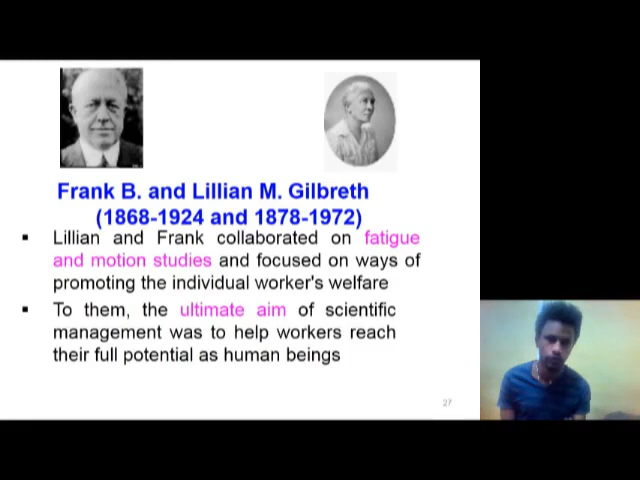 Frank B. and Lillian M. Gilbreth
(1868-1924 and 1878-1972)
▪ Lillian and Frank collaborated on fatigue
and motion studies and focused on ways of
promoting the individual worker's welfare
▪ To them, the ultimate aim of scientific
management was to help workers reach
their full potential as human beings
27